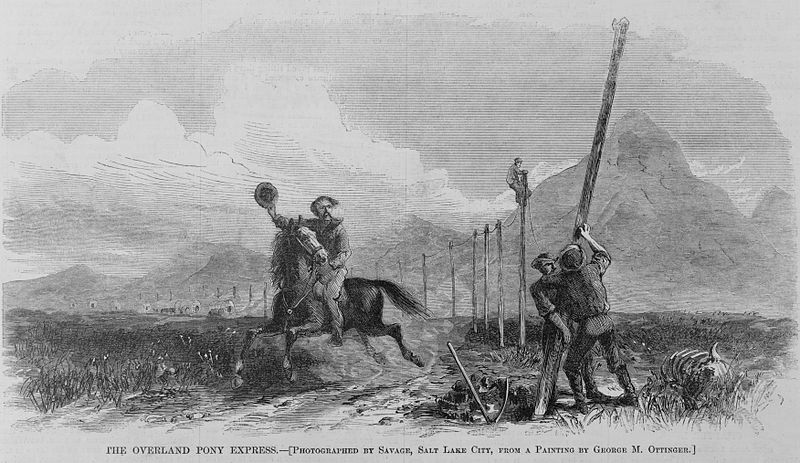 THE OVERLAND PONY EXPRESS.—[Photographed by Savage, Salt Lake City, from a Painting by George M. Ottinger.]